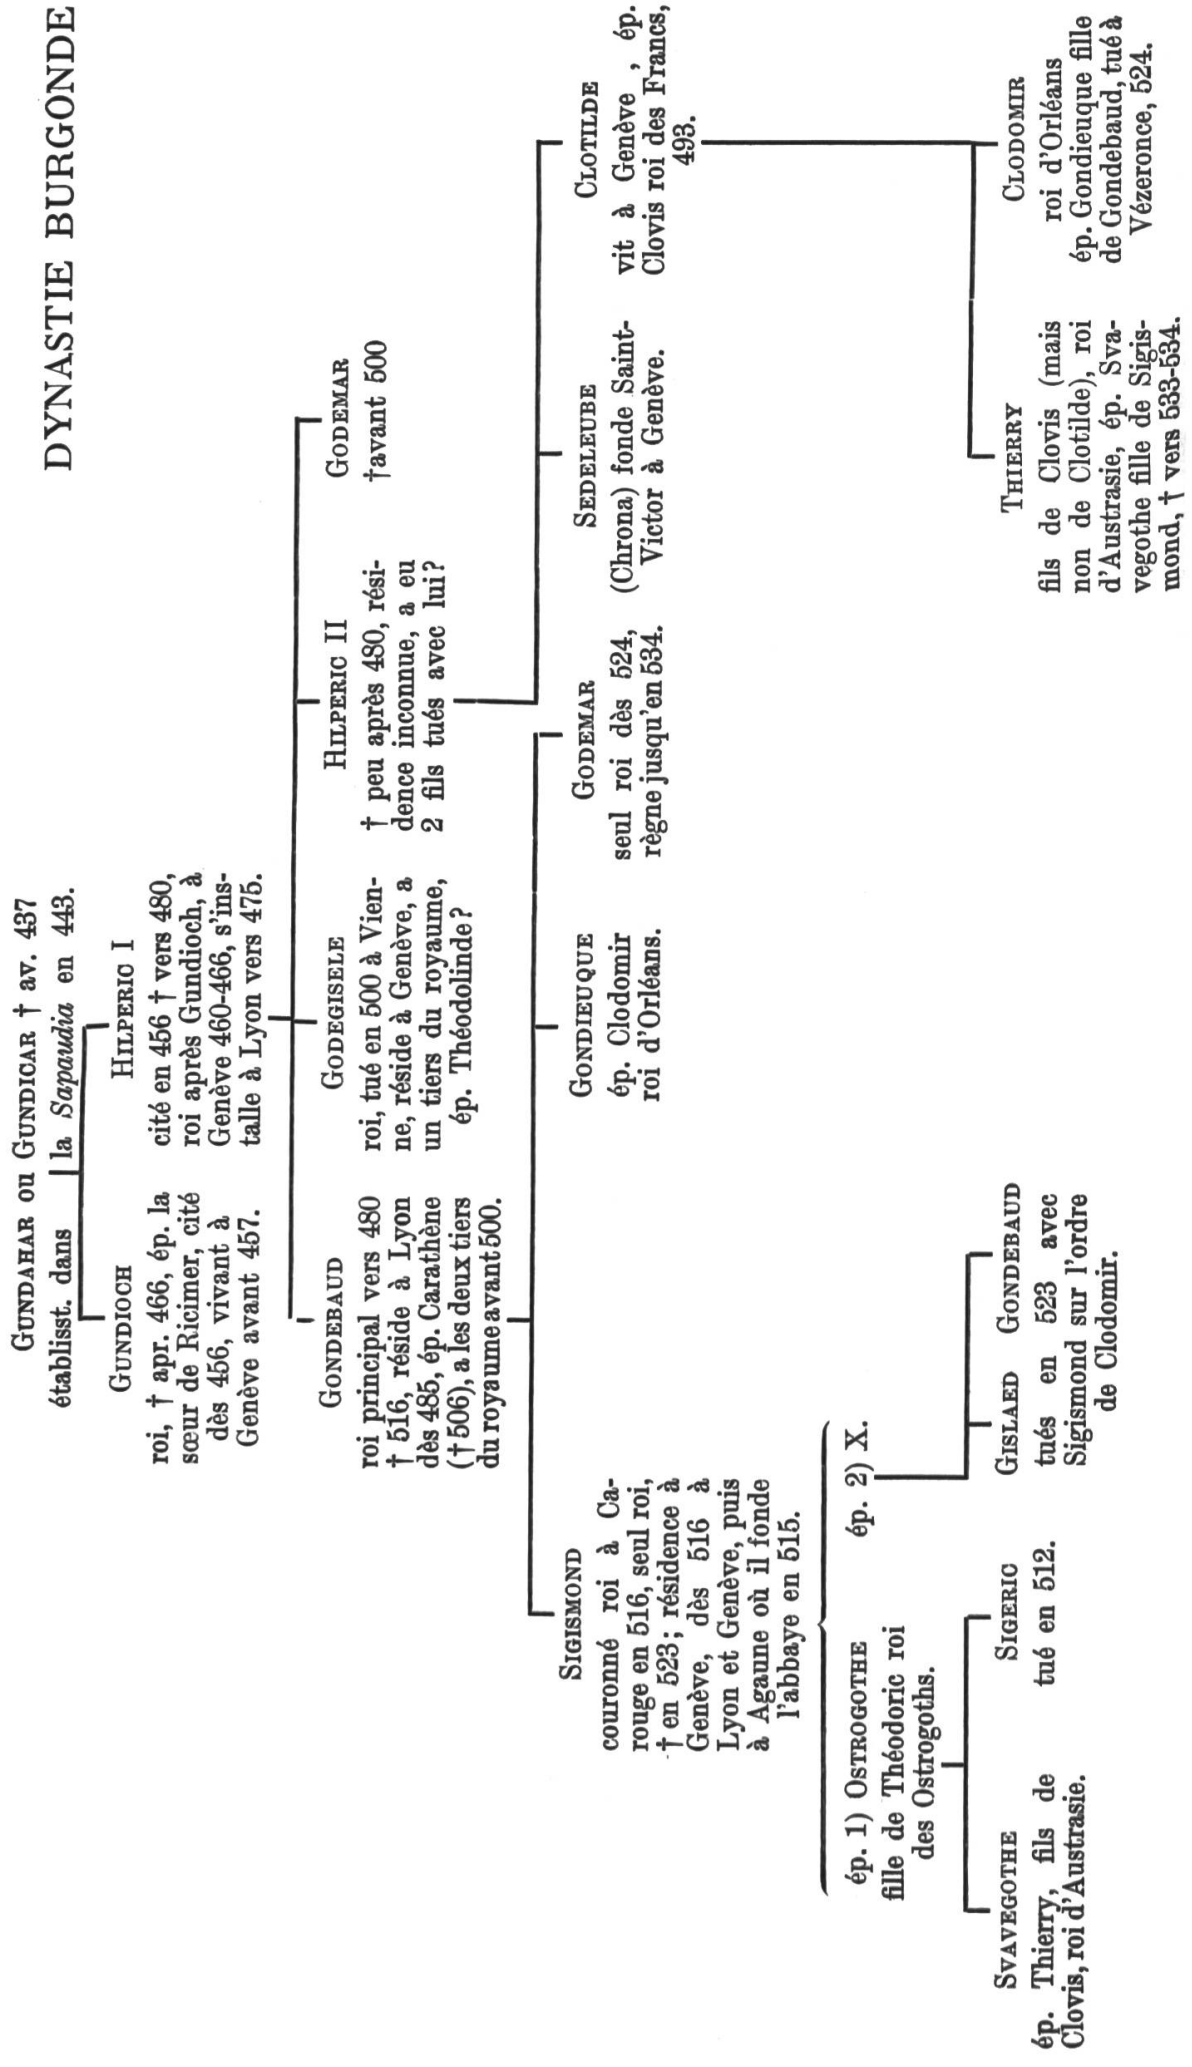 DYNASTIE BURGONDE
GUNDAHAR ou GUNDICAR † av. 437
établisst. dans la Sapaudia en 443.
GUNDIOCH
roi, † apr. 466, ép. la
sœur de Ricimer, cité
dès 456, vivant à
Genève avant 457.
HILPERIC I
cité en 456 † vers 480,
roi après Gundioch, à
Genève 460-466, s'ins-
talle à Lyon vers 475.
GONDEBAUD
roi principal vers 480
† 516, réside à Lyon
dès 485, ép. Carathène
(† 506), a les deux tiers
du royaume avant 500.
GODEGISELE
roi, tué en 500 à Vien-
ne, réside à Genève, a
un tiers du royaume,
ép. Théodolinde?
HILPERIC II
† peu après 480, rési-
dence inconnue, a eu
2 fils tués avec lui?
GODEMAR
†avant 500
SIGISMOND
couronné roi à Ca-
rouge en 516, seul roi,
† en 523; résidence à
Genève, dès 516 à
Lyon et Genève, puis
à Agaune où il fonde
l'abbaye en 515.
GONDIEUQUE
ép. Clodomir
roi d'Orléans.
GODEMAR
seul roi dès 524,
règne jusqu'en 534.
SEDELEUBE
(Chrona) fonde Saint-
Victor à Genève.
CLOTILDE
vit à Genève , ép.
Clovis roi des Francs,
493.
ép. 1) OSTROGOTHE
fille de Théodoric roi
des Ostrogoths.
ép. 2) X.
SVAVEGOTHE
ép. Thierry, fils de
Clovis, roi d'Austrasie.
SIGERIC
tué en 512.
GISLAED GONDEBAUD
tués en 523 avec
Sigismond sur l'ordre
de Clodomir.
THIERRY
fils de Clovis (mais
non de Clotilde), roi
d'Austrasie, ép. Sva-
vegothe fille de Sigis-
mond, † vers 533-534.
CLODOMIR
roi d'Orléans
ép. Gondieuque fille
de Gondebaud, tué à
Vézeronce, 524.